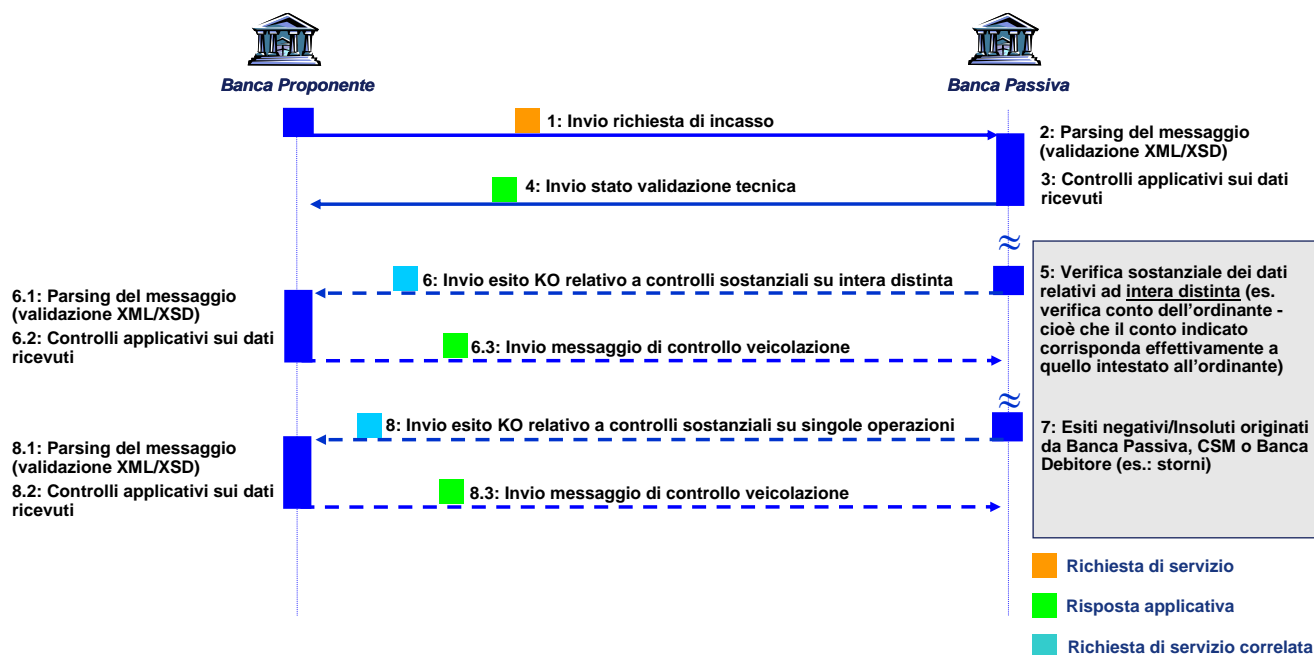 Banca Proponente
Banca Passiva
1: Invio richiesta di incasso
2: Parsing del messaggio
(validazione XML/XSD)
3: Controlli applicativi sui dati
ricevuti
4: Invio stato validazione tecnica
5: Verifica sostanziale dei dati
relativi ad intera distinta (es.
verifica conto dell'ordinante -
cioè che il conto indicato
corrisponda effettivamente a
quello intestato all'ordinante)
6: Invio esito KO relativo a controlli sostanziali su intera distinta
6.1: Parsing del messaggio
(validazione XML/XSD)
6.2: Controlli applicativi sui dati
ricevuti
6.3: Invio messaggio di controllo veicolazione
7: Esiti negativi/Insoluti originati
da Banca Passiva, CSM o Banca
Debitore (es.: storni)
8: Invio esito KO relativo a controlli sostanziali su singole operazioni
8.1: Parsing del messaggio
(validazione XML/XSD)
8.2: Controlli applicativi sui dati
ricevuti
8.3: Invio messaggio di controllo veicolazione
Richiesta di servizio
Risposta applicativa
Richiesta di servizio correlata